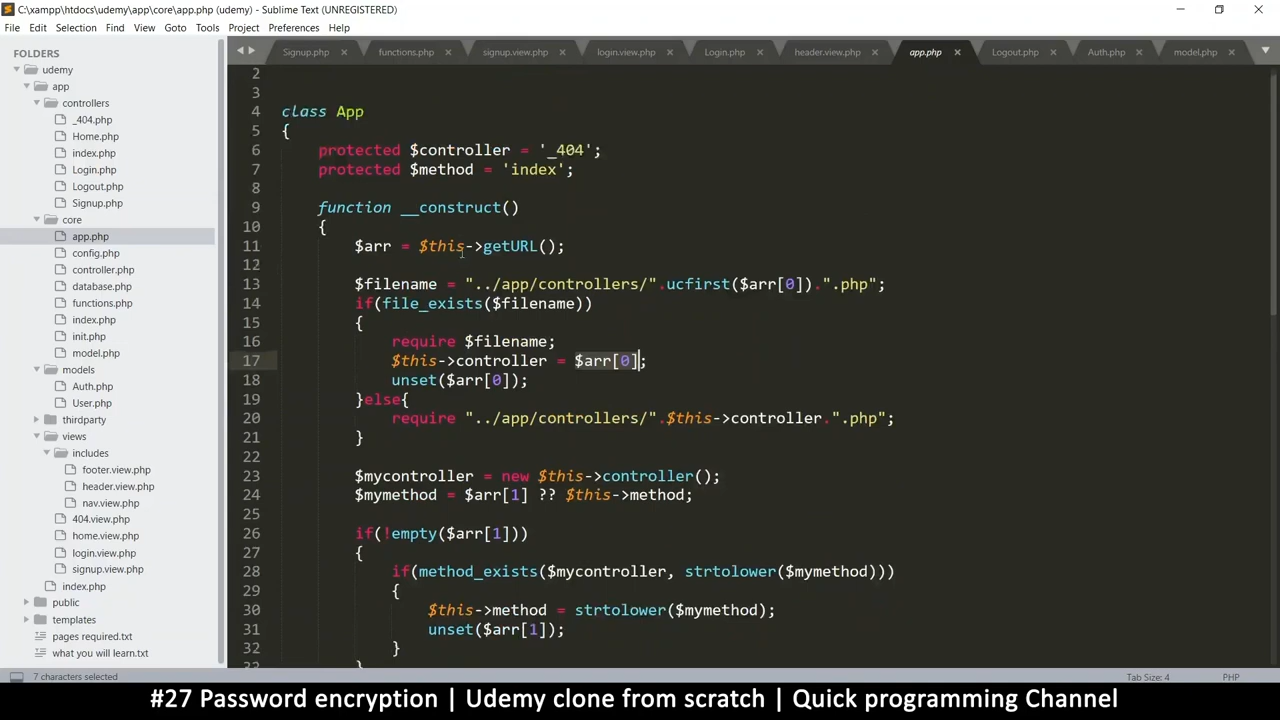 C:\xampp\htdocs\udemy\app\core\app.php (udemy) - Sublime Text (UNREGISTERED)
File Edit Selection Find View Goto Tools Project Preferences Help
FOLDERS
udemy
app
controllers
_404.php
Home.php
index.php
Login.php
Logout.php
Signup.php
core
app.php
config.php
controller.php
database.php
functions.php
index.php
init.php
model.php
models
Auth.php
User.php
thirdparty
views
includes
footer.view.php
header.view.php
nav.view.php
404.view.php
home.view.php
login.view.php
signup.view.php
index.php
public
templates
pages required.txt
what you will learn.txt
Signup.php functions.php signup.view.php login.view.php Login.php header.view.php app.php Logout.php Auth.php model.php
2
3
4 class App
5 {
6 protected $controller = '_404';
7 protected $method = 'index';
8
9 function __construct()
10 {
11 $arr = $this->getURL();
12
13 $filename = "../app/controllers/".ucfirst($arr[0]).".php";
14 if(file_exists($filename))
15 {
16 require $filename;
17 $this->controller = $arr[0];
18 unset($arr[0]);
19 }else{
20 require "../app/controllers/".$this->controller.".php";
21 }
22
23 $mycontroller = new $this->controller();
24 $mymethod = $arr[1] ?? $this->method;
25
26 if(!empty($arr[1]))
27 {
28 if(method_exists($mycontroller, strtolower($mymethod)))
29 {
30 $this->method = strtolower($mymethod);
31 unset($arr[1]);
32 }
33 }
7 characters selected Tab Size: 4 PHP
#27 Password encryption | Udemy clone from scratch | Quick programming Channel